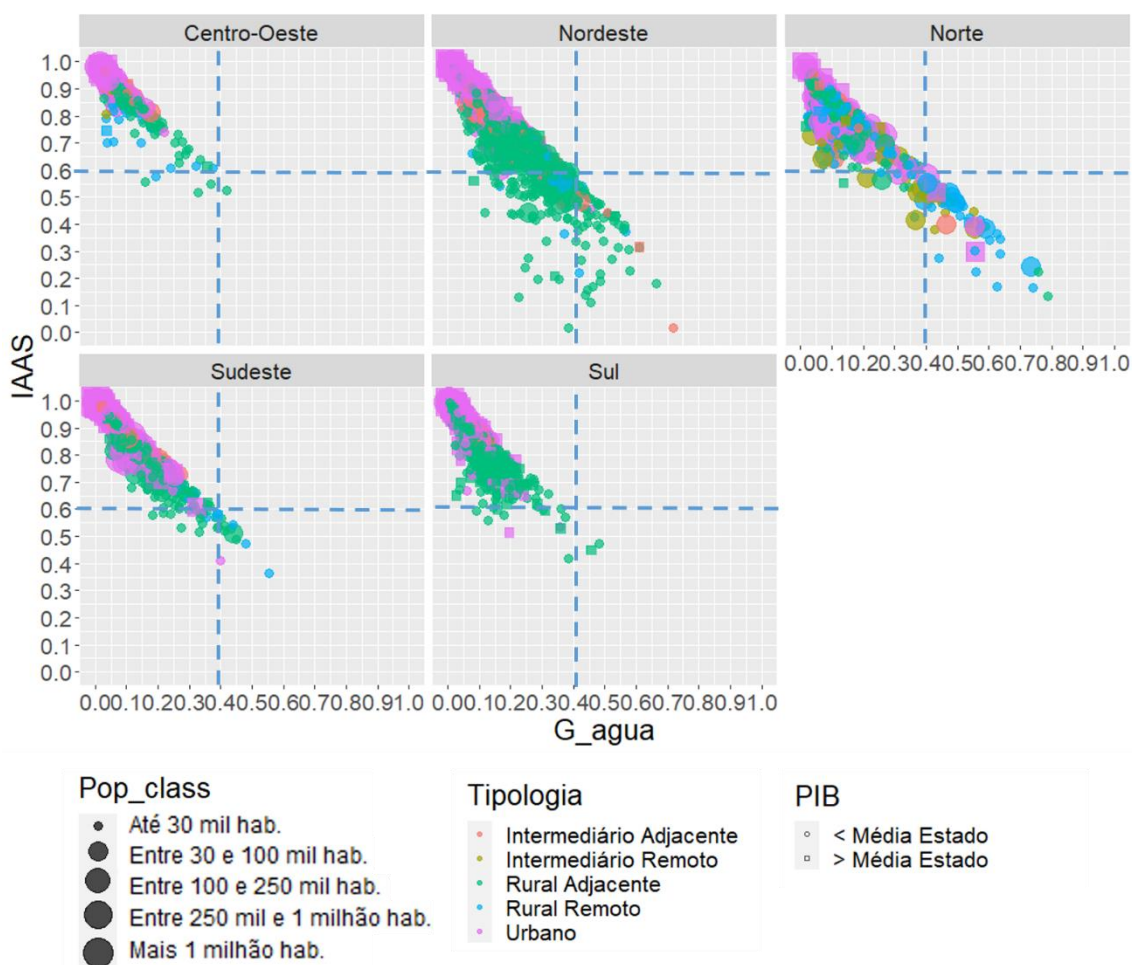 Centro-Oeste Nordeste Norte
1.0
0.9
0.8
0.7
0.6
0.5
0.4
0.3
0.2
0.1
0.0
0.00.10.20.30.40.50.60.70.80.91.0
IAAS
Sudeste Sul
1.0
0.9
0.8
0.7
0.6
0.5
0.4
0.3
0.2
0.1
0.0
0.00.10.20.30.40.50.60.70.80.91.0 0.00.10.20.30.40.50.60.70.80.91.0
G_agua
Pop_class
Até 30 mil hab.
Entre 30 e 100 mil hab.
Entre 100 e 250 mil hab.
Entre 250 mil e 1 milhão hab.
Mais 1 milhão hab.
Tipologia
Intermediário Adjacente
Intermediário Remoto
Rural Adjacente
Rural Remoto
Urbano
PIB
< Média Estado
> Média Estado